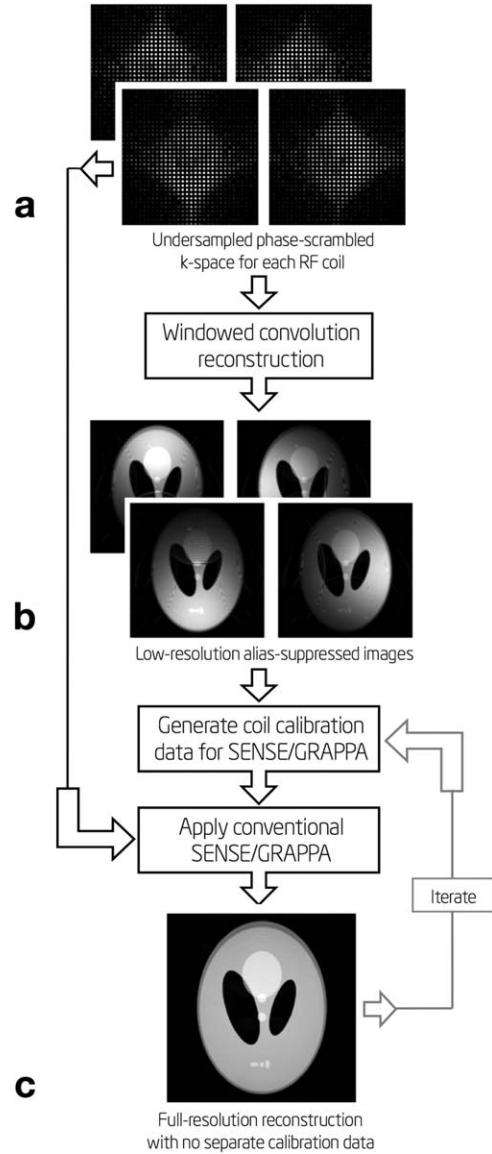 a
Undersampled phase-scrambled
k-space for each RF coil
Windowed convolution
reconstruction
b
Low-resolution alias-suppressed images
Generate coil calibration
data for SENSE/GRAPPA
Apply conventional
SENSE/GRAPPA
Iterate
c
Full-resolution reconstruction
with no separate calibration data